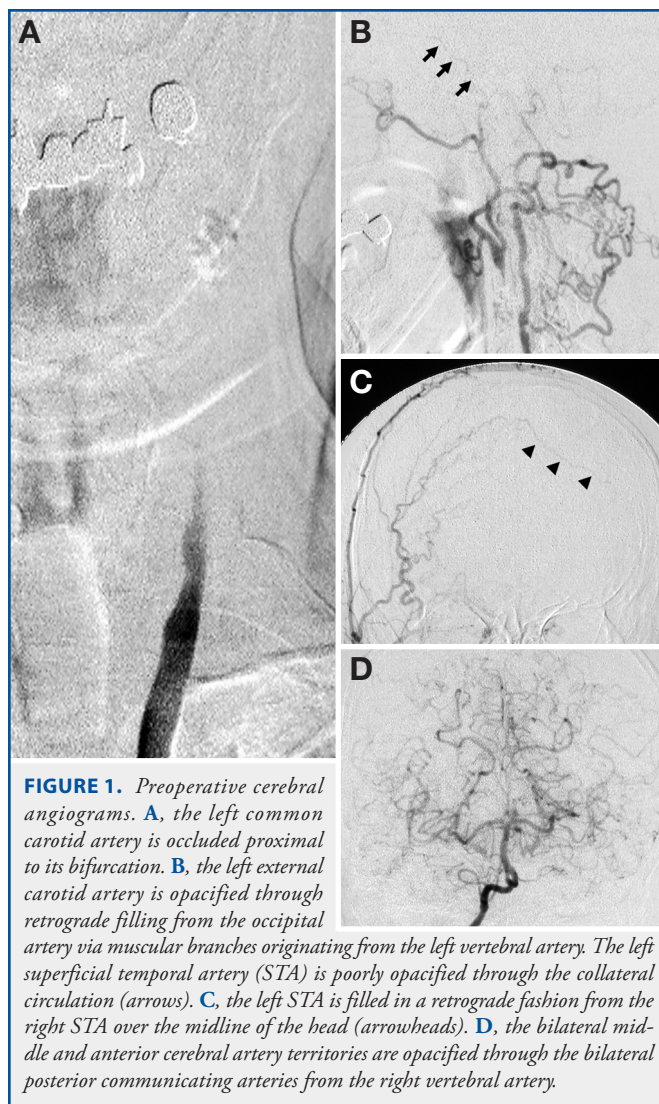 A
B
C
D
FIGURE 1. Preoperative cerebral
angiograms. A, the left common
carotid artery is occluded proximal
to its bifurcation. B, the left external
carotid artery is opacified through
retrograde filling from the occipital
artery via muscular branches originating from the left vertebral artery. The left
superficial temporal artery (STA) is poorly opacified through the collateral
circulation (arrows). C, the left STA is filled in a retrograde fashion from the
right STA over the midline of the head (arrowheads). D, the bilateral mid-
dle and anterior cerebral artery territories are opacified through the bilateral
posterior communicating arteries from the right vertebral artery.